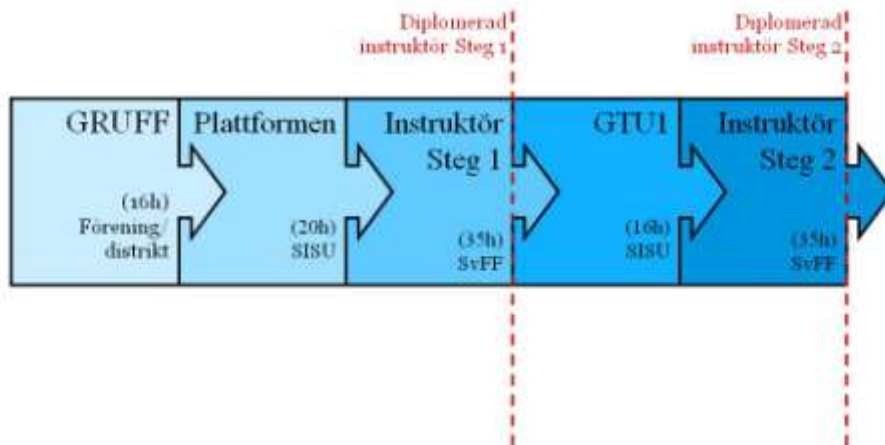 Diplomerad
instruktör Steg 1
Diplomerad
instruktör Steg 2
GRUFF
(16h)
Förening/
distrikt
Plattformen
(20h)
SISU
Instruktör
Steg 1
(35h)
SvFF
GTU1
(16h)
SISU
Instruktör
Steg 2
(35h)
SvFF